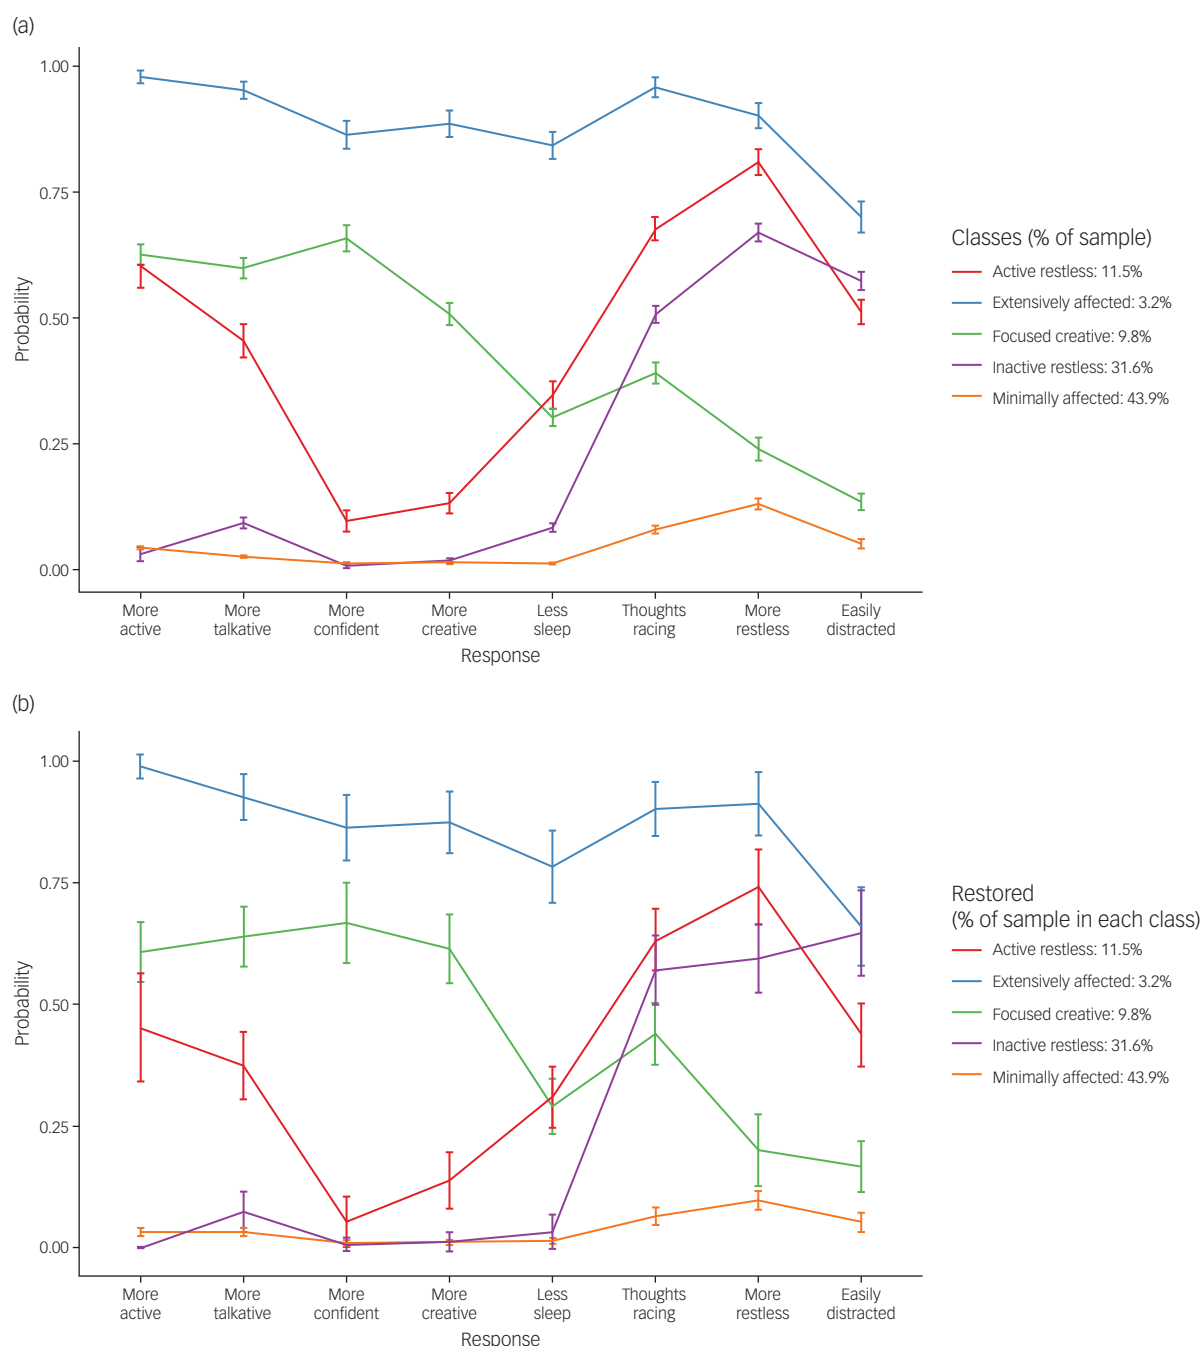 (a)
1.00
0.75
0.50
0.25
0.00
Probability
More active
More talkative
More confident
More creative
Less sleep
Thoughts racing
More restless
Easily distracted
Response
Classes (% of sample)
Active restless: 11.5%
Extensively affected: 3.2%
Focused creative: 9.8%
Inactive restless: 31.6%
Minimally affected: 43.9%
(b)
1.00
0.75
0.50
0.25
0.00
Probability
More active
More talkative
More confident
More creative
Less sleep
Thoughts racing
More restless
Easily distracted
Response
Restored
(% of sample in each class)
Active restless: 11.5%
Extensively affected: 3.2%
Focused creative: 9.8%
Inactive restless: 31.6%
Minimally affected: 43.9%